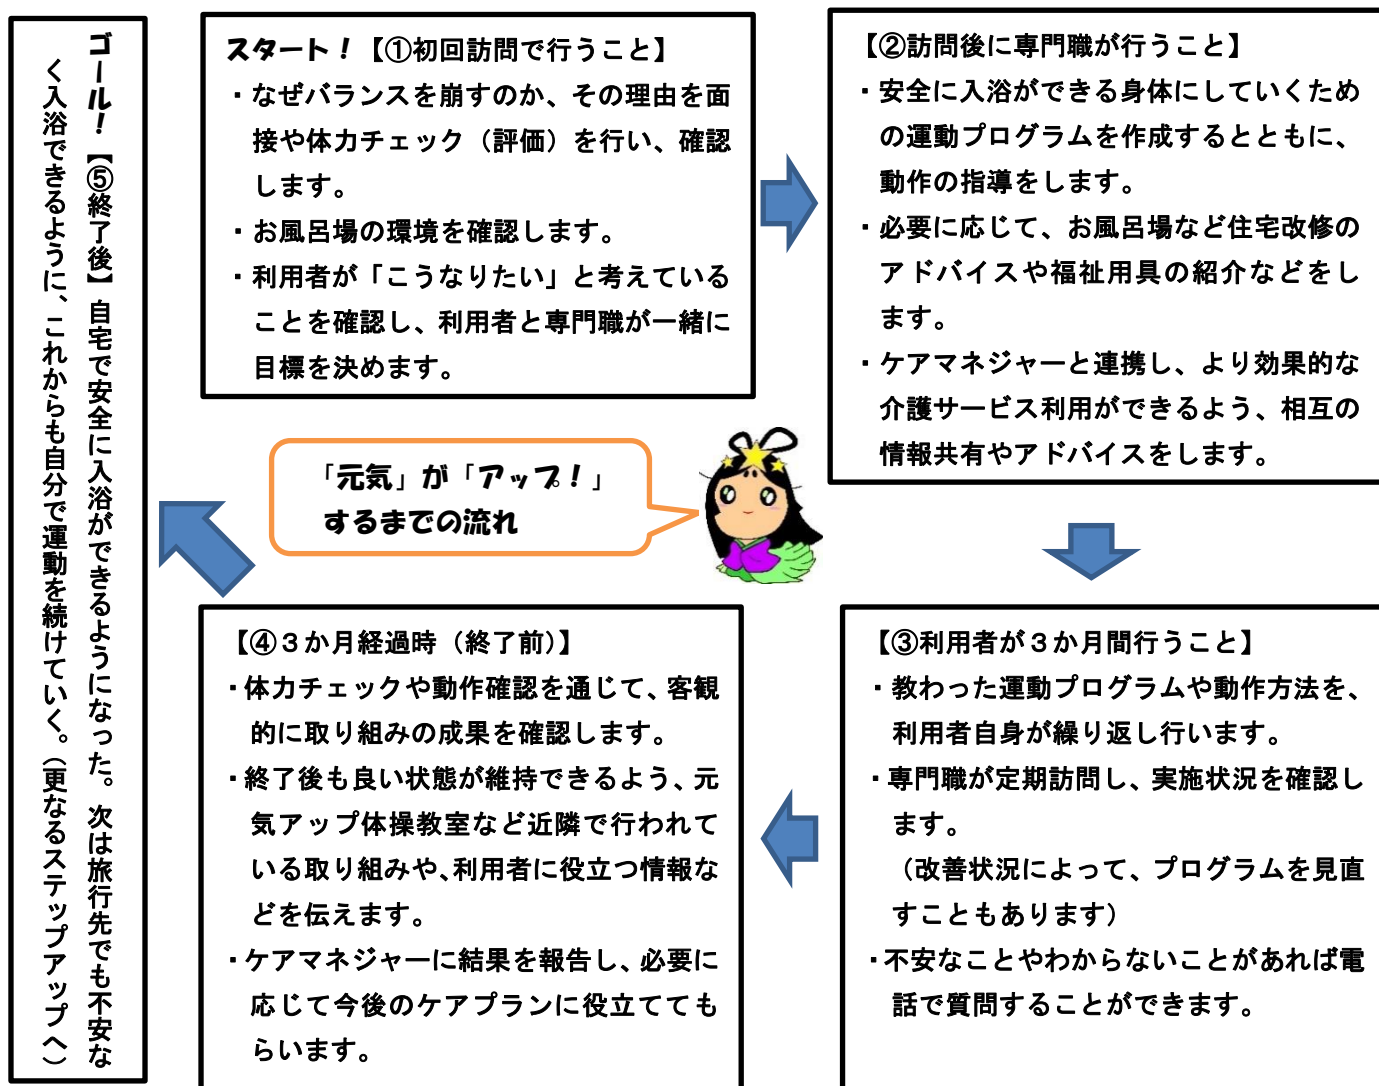 スタート！【①初回訪問で行うこと】
・なぜバランスを崩すのか、その理由を面
接や体力チェック（評価）を行い、確認
します。
・お風呂場の環境を確認します。
・利用者が「こうなりたい」と考えている
ことを確認し、利用者と専門職が一緒に
目標を決めます。
【②訪問後に専門職が行うこと】
・安全に入浴ができる身体にしていくため
の運動プログラムを作成するとともに、
動作の指導をします。
・必要に応じて、お風呂場など住宅改修の
アドバイスや福祉用具の紹介などをし
ます。
・ケアマネジャーと連携し、より効果的な
介護サービス利用ができるよう、相互の
情報共有やアドバイスをします。
「元気」が「アップ！」
するまでの流れ
【③利用者が３か月間行うこと】
・教わった運動プログラムや動作方法を、
利用者自身が繰り返し行います。
・専門職が定期訪問し、実施状況を確認し
ます。
（改善状況によって、プログラムを見直
すこともあります）
・不安なことやわからないことがあれば電
話で質問することができます。
【④３か月経過時（終了前）】
・体力チェックや動作確認を通じて、客観
的に取り組みの成果を確認します。
・終了後も良い状態が維持できるよう、元
気アップ体操教室など近隣で行われて
いる取り組みや、利用者に役立つ情報な
どを伝えます。
・ケアマネジャーに結果を報告し、必要に
応じて今後のケアプランに役立てても
らいます。
ゴール！【⑤終了後】自宅で安全に入浴ができるようになった。次は旅行先でも不安な
く入浴できるように、これからも自分で運動を続けていく。（更なるステップアップへ）